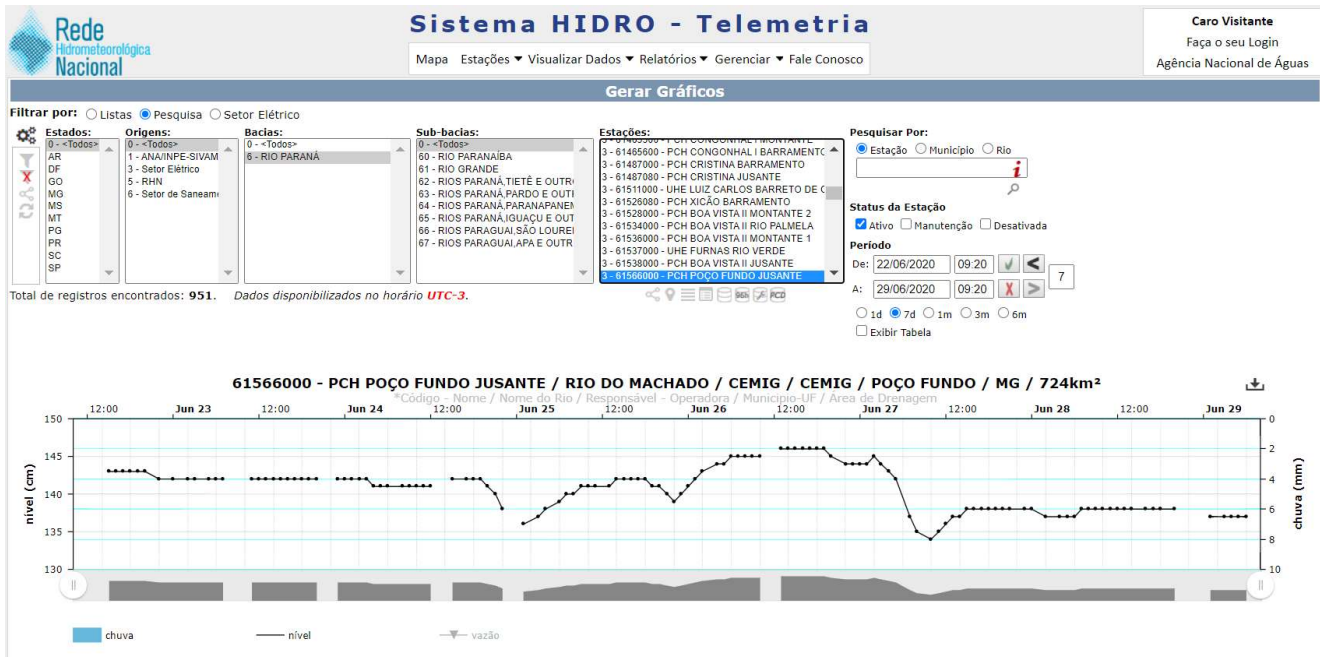 Rede
Hidrometeorológica
Nacional
Sistema HIDRO - Telemetria
Mapa Estações ▼ Visualizar Dados ▼ Relatórios ▼ Gerenciar ▼ Fale Conosco
Caro Visitante
Faça o seu Login
Agência Nacional de Águas
Gerar Gráficos
Filtrar por: Listas Pesquisa Setor Elétrico
Estados:
0 - <Todos>
AR
DF
GO
MG
MS
MT
PG
PR
SC
SP
Origens:
0 - <Todos>
1 - ANA/INPE-SIVAM
3 - Setor Elétrico
5 - RHN
6 - Setor de Saneame
Bacias:
0 - <Todos>
6 - RIO PARANÁ
Sub-bacias:
0 - <Todos>
60 - RIO PARANAÍBA
61 - RIO GRANDE
62 - RIOS PARANÁ,TIETÊ E OUTR
63 - RIOS PARANÁ,PARDO E OUTI
64 - RIOS PARANÁ,PARANAPANEM
65 - RIOS PARANÁ,IGUAÇU E OUT
66 - RIOS PARAGUAI,SÃO LOUREI
67 - RIOS PARAGUAI,APA E OUTR
Estações:
3 - 61465600 - PCH CONGONHAL I BARRAMENTO
3 - 61487000 - PCH CRISTINA BARRAMENTO
3 - 61487080 - PCH CRISTINA JUSANTE
3 - 61511000 - UHE LUIZ CARLOS BARRETO DE C
3 - 61526080 - PCH XICÃO BARRAMENTO
3 - 61528000 - PCH BOA VISTA II MONTANTE 2
3 - 61534000 - PCH BOA VISTA II RIO PALMELA
3 - 61536000 - PCH BOA VISTA II MONTANTE 1
3 - 61537000 - UHE FURNAS RIO VERDE
3 - 61538000 - PCH BOA VISTA II JUSANTE
3 - 61566000 - PCH POÇO FUNDO JUSANTE
96h PCD
Pesquisar Por:
Estação Município Rio
i
Status da Estação
Ativo Manutenção Desativada
Período
De: 22/06/2020 09:20 <
7
A: 29/06/2020 09:20 X >
1d 7d 1m 3m 6m
Exibir Tabela
Total de registros encontrados: 951. Dados disponibilizados no horário UTC-3.
61566000 - PCH POÇO FUNDO JUSANTE / RIO DO MACHADO / CEMIG / CEMIG / POÇO FUNDO / MG / 724km²
*Código - Nome / Nome do Rio / Responsável - Operadora / Municipio-UF / Area de Drenagem
12:00 Jun 23 12:00 Jun 24 12:00 Jun 25 12:00 Jun 26 12:00 Jun 27 12:00 Jun 28 12:00 Jun 29
150
145
140
135
130
nível (cm)
0
2
4
6
8
10
chuva (mm)
chuva nível vazão